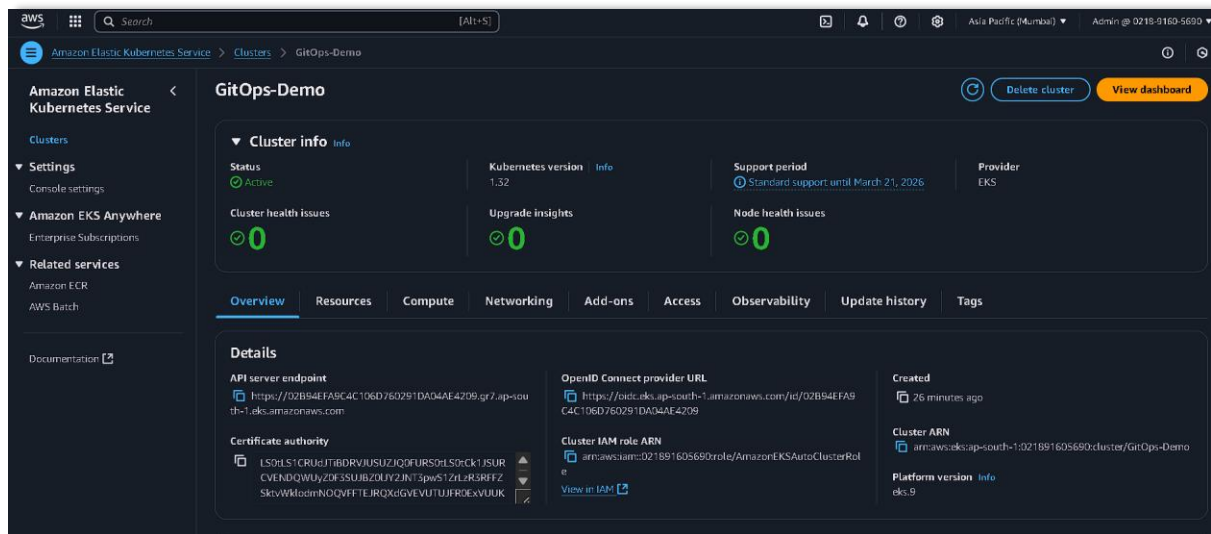 aws
Search
[Alt+S]
Asia Pacific (Mumbai)
Admin @ 0218-9160-5690
Amazon Elastic Kubernetes Service > Clusters > GitOps-Demo
Amazon Elastic
Kubernetes Service
Clusters
Settings
Console settings
Amazon EKS Anywhere
Enterprise Subscriptions
Related services
Amazon ECR
AWS Batch
Documentation
GitOps-Demo
Delete cluster
View dashboard
Cluster info Info
Status
Active
Kubernetes version Info
1.32
Support period
Standard support until March 21, 2026
Provider
EKS
Cluster health issues
0
Upgrade insights
0
Node health issues
0
Overview Resources Compute Networking Add-ons Access Observability Update history Tags
Details
API server endpoint
https://02B94EFA9C4C106D760291DA04AE4209.gr7.ap-sou
th-1.eks.amazonaws.com
Certificate authority
OpenID Connect provider URL
https://oidc.eks.ap-south-1.amazonaws.com/id/02B94EFA9
C4C106D760291DA04AE4209
Cluster IAM role ARN
arn:aws:iam::021891605690:role/AmazonEKSAutoClusterRol
e
View in IAM
Created
26 minutes ago
Cluster ARN
arn:aws:eks:ap-south-1:021891605690:cluster/GitOps-Demo
Platform version Info
eks.9